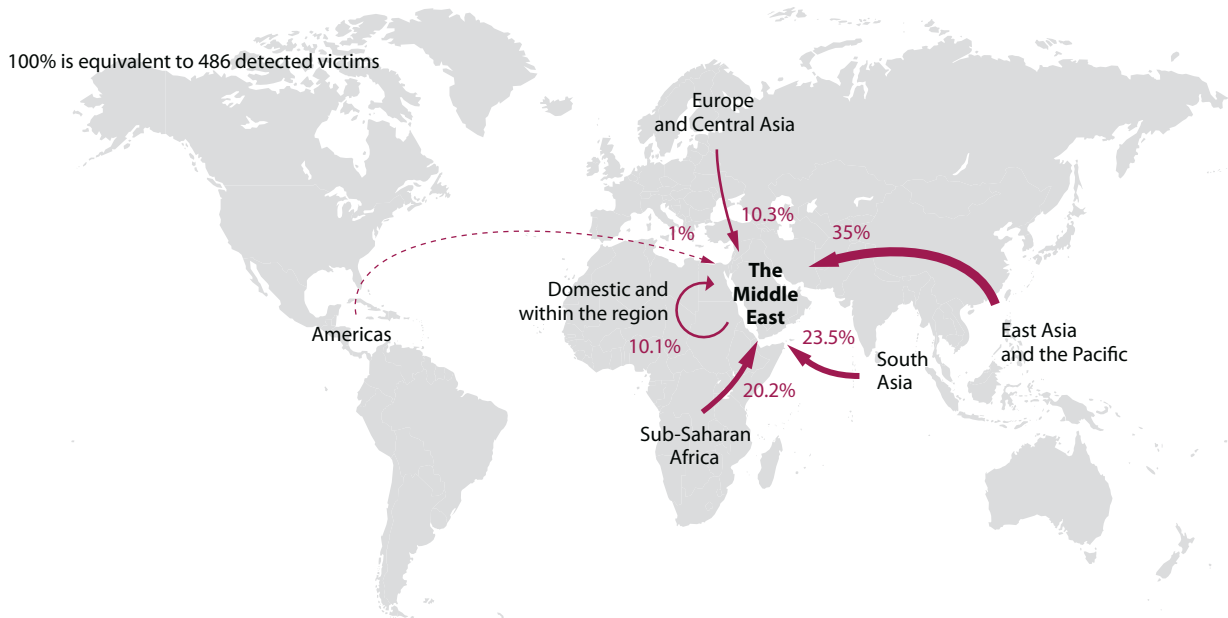 100% is equivalent to 486 detected victims
Europe
and Central Asia
10.3%
1%
35%
The
Middle
East
Domestic and
within the region
10.1%
Americas
23.5%
East Asia
and the Pacific
South
Asia
20.2%
Sub-Saharan
Africa